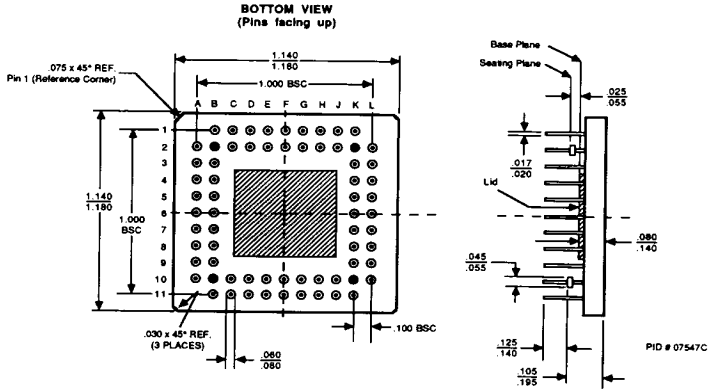 BOTTOM VIEW
(Pins facing up)
.075 x 45° REF.
Pin 1 (Reference Corner)
1.140
1.180
1.000 BSC
A B C D E F G H J K L
1
2
3
4
5
6
7
8
9
10
11
1.140
1.180
1.000
BSC
.030 x 45° REF.
(3 PLACES)
.060
.080
.100 BSC
Base Plane
Seating Plane
.025
.055
.017
.020
Lid
.080
.140
.045
.055
.125
.140
.105
.195
PID # 07547C